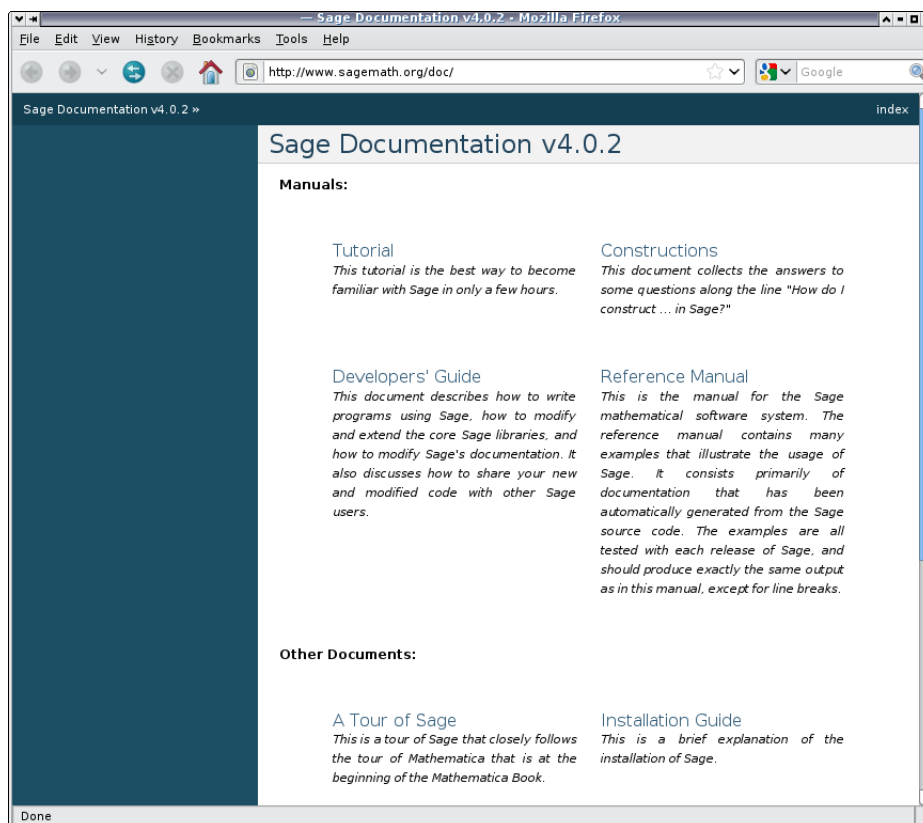 — Sage Documentation v4.0.2 - Mozilla Firefox
File Edit View History Bookmarks Tools Help
http://www.sagemath.org/doc/ Google
Sage Documentation v4.0.2 » index
Sage Documentation v4.0.2
Manuals:
Tutorial
This tutorial is the best way to become
familiar with Sage in only a few hours.
Constructions
This document collects the answers to
some questions along the line "How do I
construct ... in Sage?"
Developers' Guide
This document describes how to write
programs using Sage, how to modify
and extend the core Sage libraries, and
how to modify Sage's documentation. It
also discusses how to share your new
and modified code with other Sage
users.
Reference Manual
This is the manual for the Sage
mathematical software system. The
reference manual contains many
examples that illustrate the usage of
Sage. It consists primarily of
documentation that has been
automatically generated from the Sage
source code. The examples are all
tested with each release of Sage, and
should produce exactly the same output
as in this manual, except for line breaks.
Other Documents:
A Tour of Sage
This is a tour of Sage that closely follows
the tour of Mathematica that is at the
beginning of the Mathematica Book.
Installation Guide
This is a brief explanation of the
installation of Sage.
Done